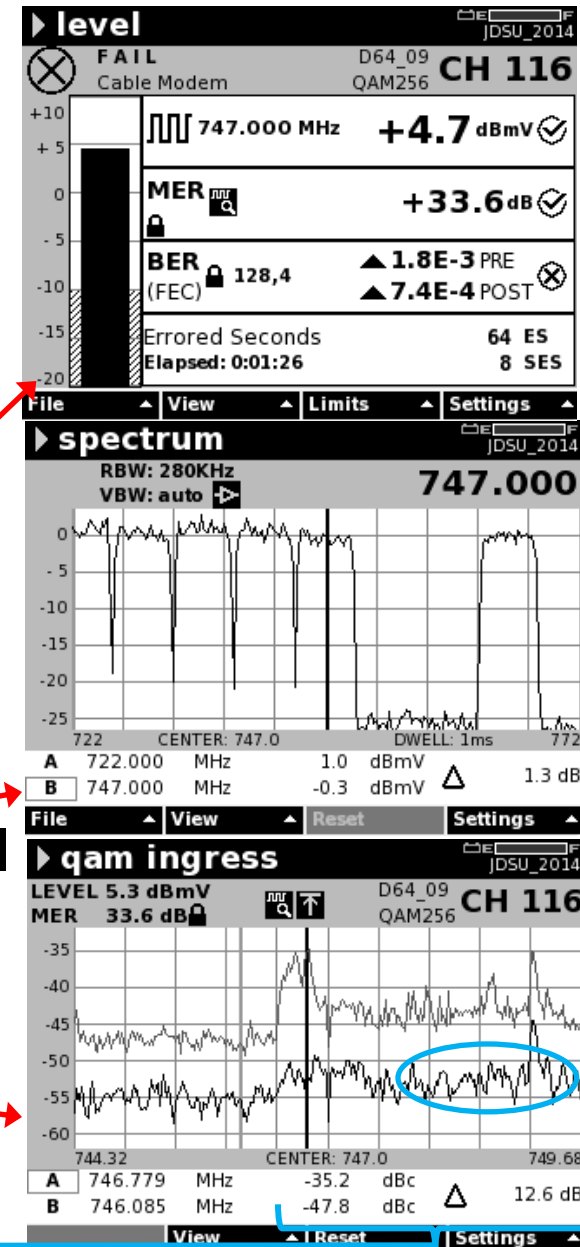 level
E F
JDSU_2014
FAIL D64_09 CH 116
Cable Modem QAM256
+10
+ 5
0
- 5
-10
-15
-20
747.000 MHz +4.7 dBmV
MER +33.6 dB
BER 128,4 1.8E-3 PRE
(FEC) 7.4E-4 POST
Errored Seconds 64 ES
Elapsed: 0:01:26 8 SES
File View Limits Settings
spectrum
E F
JDSU_2014
RBW: 280KHz 747.000
VBW: auto
0
- 5
-10
-15
-20
-25
722 CENTER: 747.0 DWELL: 1ms 772
A 722.000 MHz 1.0 dBmV
B 747.000 MHz -0.3 dBmV Δ 1.3 dB
File View Reset Settings
qam ingress
E F
JDSU_2014
LEVEL 5.3 dBmV D64_09 CH 116
MER 33.6 dB QAM256
-35
-40
-45
-50
-55
-60
744.32 CENTER: 747.0 749.68
A 746.779 MHz -35.2 dBc
B 746.085 MHz -47.8 dBc Δ 12.6 dB
View Reset Settings